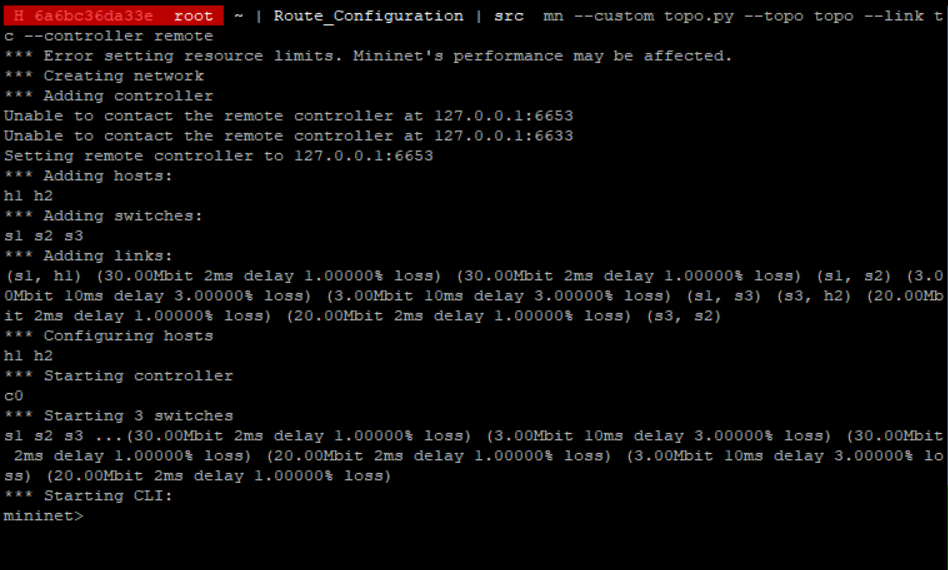 H 6a6bc36da33e root ~ | Route_Configuration | src mn --custom topo.py --topo topo --link t
c --controller remote
*** Error setting resource limits. Mininet's performance may be affected.
*** Creating network
*** Adding controller
Unable to contact the remote controller at 127.0.0.1:6653
Unable to contact the remote controller at 127.0.0.1:6633
Setting remote controller to 127.0.0.1:6653
*** Adding hosts:
h1 h2
*** Adding switches:
s1 s2 s3
*** Adding links:
(s1, h1) (30.00Mbit 2ms delay 1.00000% loss) (30.00Mbit 2ms delay 1.00000% loss) (s1, s2) (3.0
0Mbit 10ms delay 3.00000% loss) (3.00Mbit 10ms delay 3.00000% loss) (s1, s3) (s3, h2) (20.00Mb
it 2ms delay 1.00000% loss) (20.00Mbit 2ms delay 1.00000% loss) (s3, s2)
*** Configuring hosts
h1 h2
*** Starting controller
c0
*** Starting 3 switches
s1 s2 s3 ...(30.00Mbit 2ms delay 1.00000% loss) (3.00Mbit 10ms delay 3.00000% loss) (30.00Mbit
 2ms delay 1.00000% loss) (20.00Mbit 2ms delay 1.00000% loss) (3.00Mbit 10ms delay 3.00000% lo
ss) (20.00Mbit 2ms delay 1.00000% loss)
*** Starting CLI:
mininet>